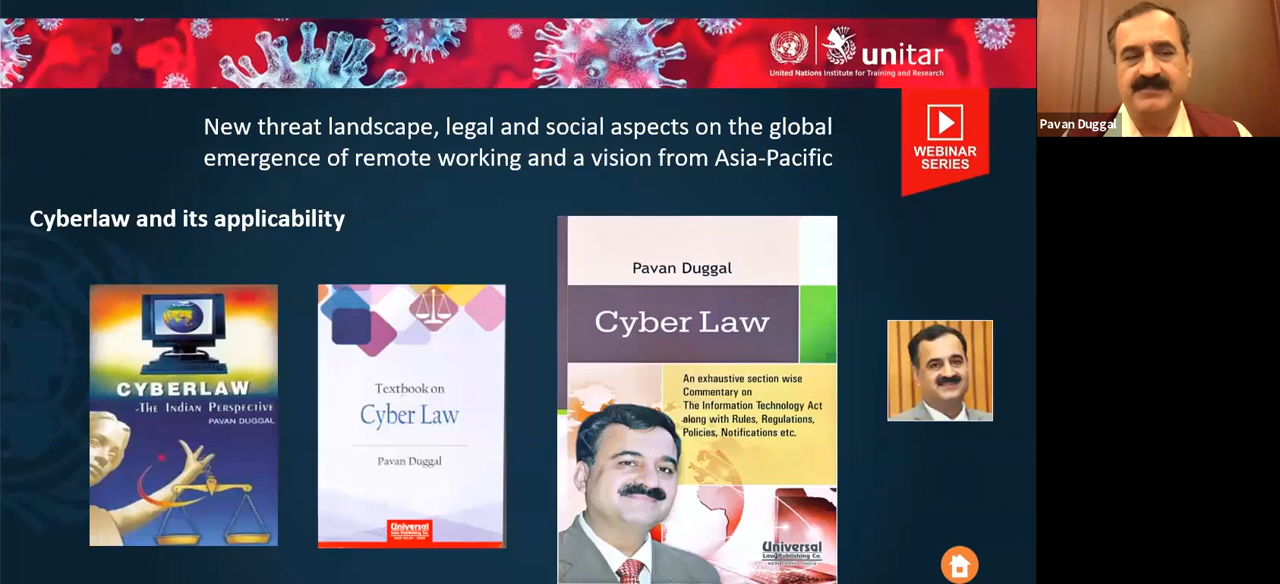 unitar
United Nations Institute for Training and Research
Pavan Duggal
New threat landscape, legal and social aspects on the global
emergence of remote working and a vision from Asia-Pacific
WEBINAR
SERIES
Cyberlaw and its applicability
CYBERLAW
-THE INDIAN PERSPECTIVE
PAVAN DUGGAL
Textbook on
Cyber Law
Pavan Duggal
Universal
Law Publishing Co.
Pavan Duggal
Cyber Law
An exhaustive section wise
Commentary on
The Information Technology Act
along with Rules, Regulations,
Policies, Notifications etc.
Universal
Law Publishing Co.